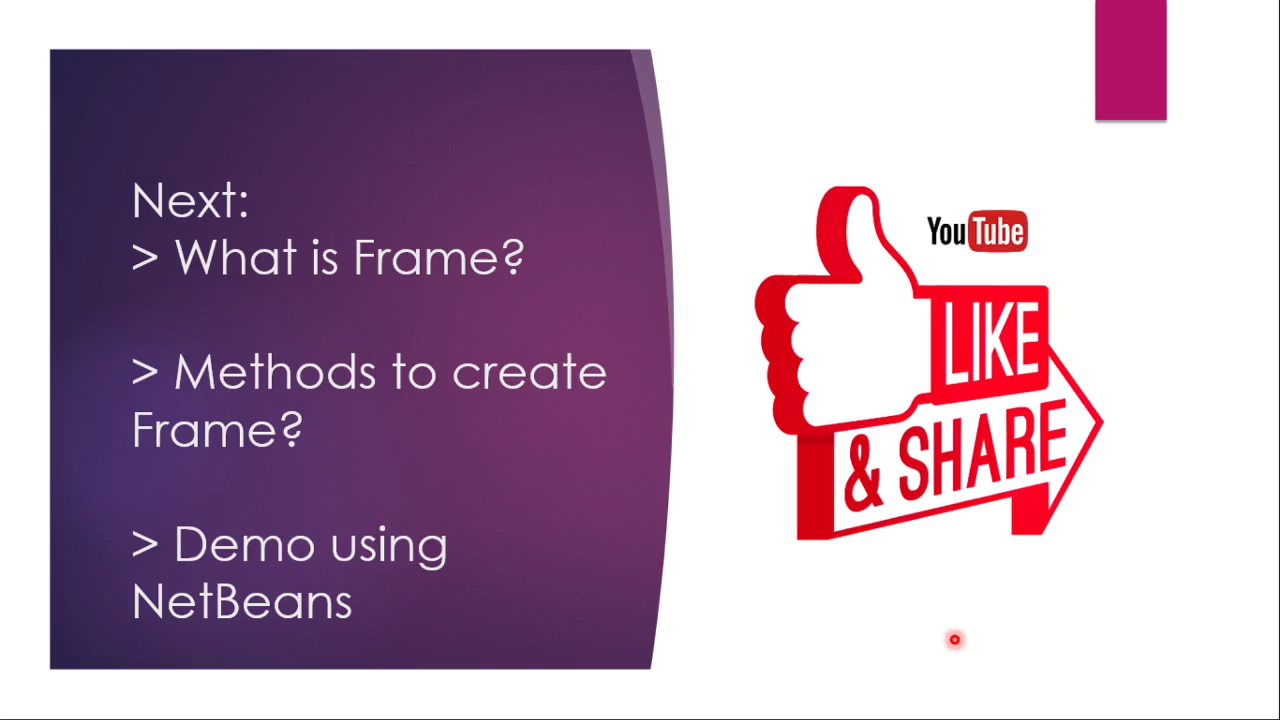 Next:
> What is Frame?
> Methods to create
Frame?
> Demo using
NetBeans
YouTube
LIKE
& SHARE